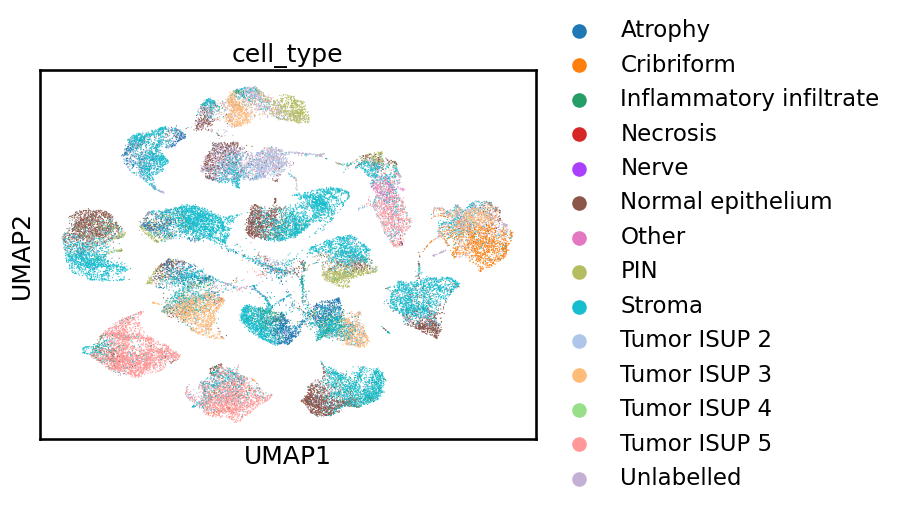 cell_type
UMAP2
UMAP1
Atrophy
Cribriform
Inflammatory infiltrate
Necrosis
Nerve
Normal epithelium
Other
PIN
Stroma
Tumor ISUP 2
Tumor ISUP 3
Tumor ISUP 4
Tumor ISUP 5
Unlabelled